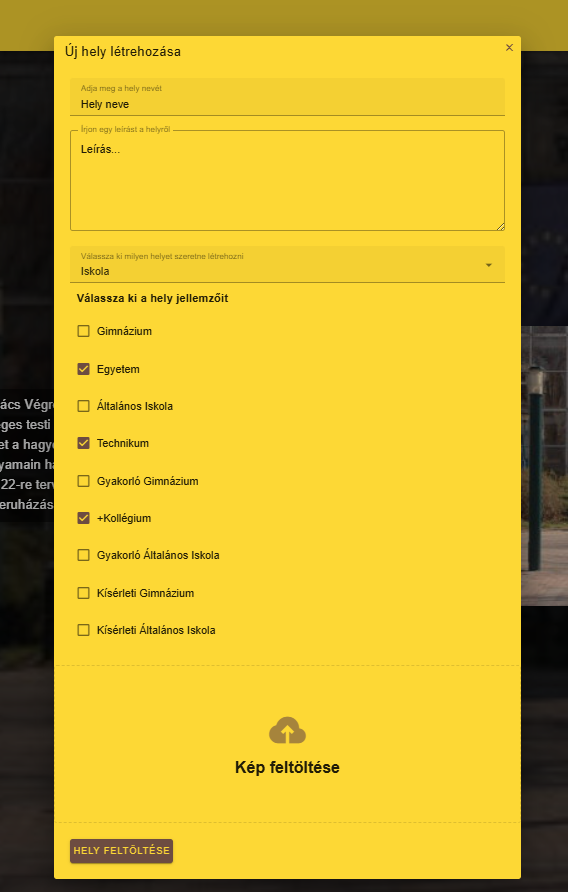 Új hely létrehozása
×
Adja meg a hely nevét
Hely neve
Írjon egy leírást a helyről
Leírás...
Válassza ki milyen helyet szeretne létrehozni
Iskola
Válassza ki a hely jellemzőit
Gimnázium
Egyetem
Általános Iskola
Technikum
Gyakorló Gimnázium
+Kollégium
Gyakorló Általános Iskola
Kísérleti Gimnázium
Kísérleti Általános Iskola
Kép feltöltése
HELY FELTÖLTÉSE
ács Végr
ges testi
et a hagy
yamain ha
22-re terv
eruházás